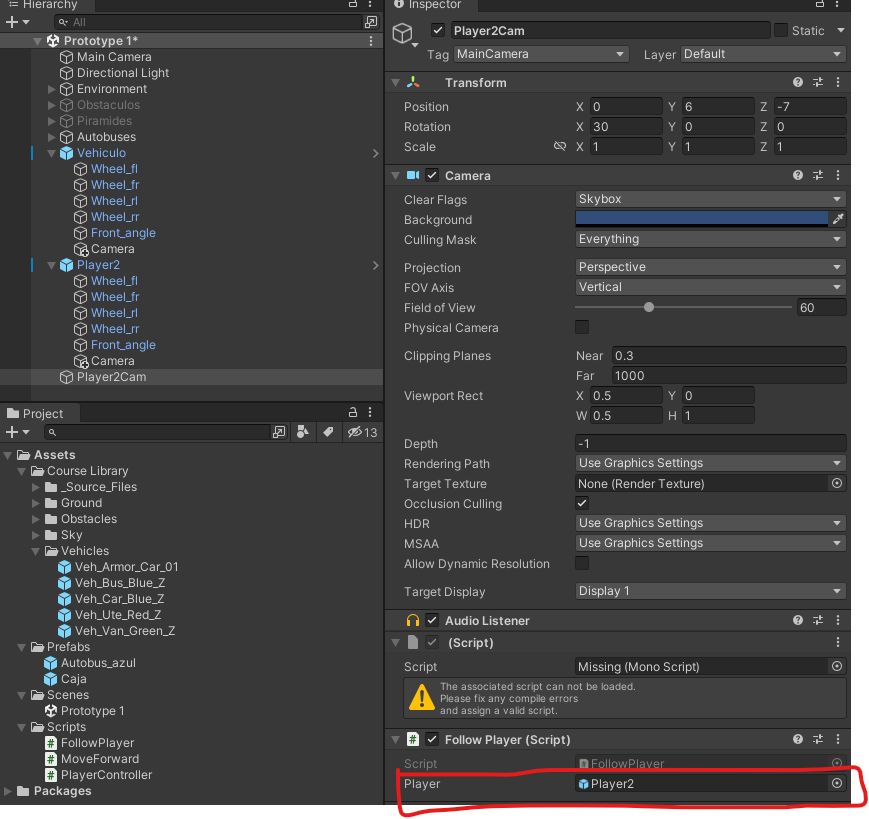 Hierarchy
All
Prototype 1*
Main Camera
Directional Light
Environment
Obstaculos
Piramides
Autobuses
Vehiculo
Wheel_fl
Wheel_fr
Wheel_rl
Wheel_rr
Front_angle
Camera
Player2
Wheel_fl
Wheel_fr
Wheel_rl
Wheel_rr
Front_angle
Camera
Player2Cam
Project
13
Assets
Course Library
_Source_Files
Ground
Obstacles
Sky
Vehicles
Veh_Armor_Car_01
Veh_Bus_Blue_Z
Veh_Car_Blue_Z
Veh_Ute_Red_Z
Veh_Van_Green_Z
Prefabs
Autobus_azul
Caja
Scenes
Prototype 1
Scripts
FollowPlayer
MoveForward
PlayerController
Packages
Inspector
Player2Cam Static
Tag MainCamera Layer Default
Transform
Position X 0 Y 6 Z -7
Rotation X 30 Y 0 Z 0
Scale X 1 Y 1 Z 1
Camera
Clear Flags Skybox
Background
Culling Mask Everything
Projection Perspective
FOV Axis Vertical
Field of View 60
Physical Camera
Clipping Planes Near 0.3
Far 1000
Viewport Rect X 0.5 Y 0
W 0.5 H 1
Depth -1
Rendering Path Use Graphics Settings
Target Texture None (Render Texture)
Occlusion Culling
HDR Use Graphics Settings
MSAA Use Graphics Settings
Allow Dynamic Resolution
Target Display Display 1
Audio Listener
(Script)
Script Missing (Mono Script)
The associated script can not be loaded.
Please fix any compile errors
and assign a valid script.
Follow Player (Script)
Script FollowPlayer
Player Player2